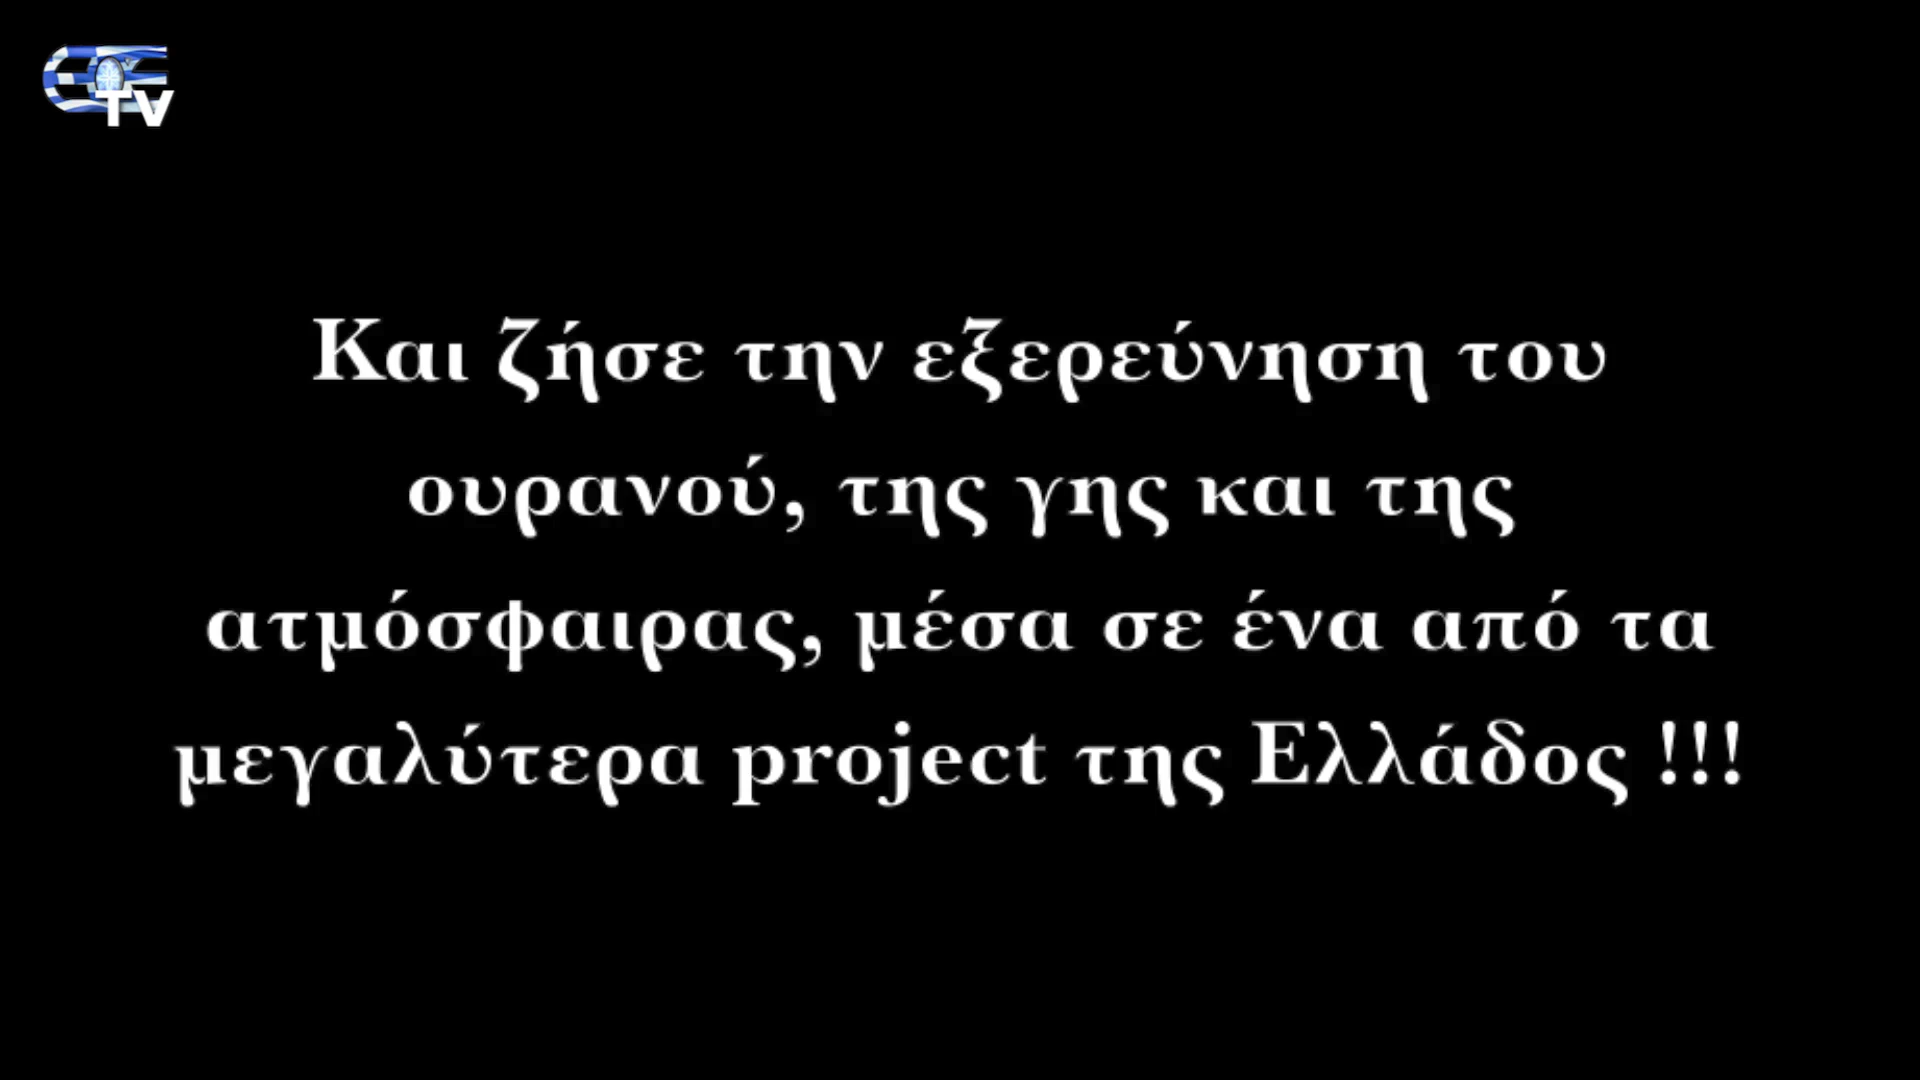 TV
Και ζήσε την εξερεύνηση του
ουρανού, της γης και της
ατμόσφαιρας, μέσα σε ένα από τα
μεγαλύτερα project της Ελλάδος !!!